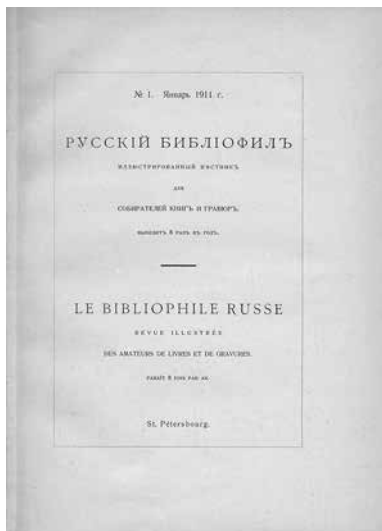 № 1. Январь 1911 г.
РУССКІЙ БИБЛІОФИЛЪ
ИЛЛЮСТРИРОВАННЫЙ ВѢСТНИКЪ
ДЛЯ
СОБИРАТЕЛЕЙ КНИГЪ И ГРАВЮРЪ.
ВЫХОДИТЪ 8 РАЗЪ ВЪ ГОДЪ.
LE BIBLIOPHILE RUSSE
REVUE ILLUSTRÉE
DES AMATEURS DE LIVRES ET DE GRAVURES.
PARAÎT 8 FOIS PAR AN.
St. Pétersbourg.